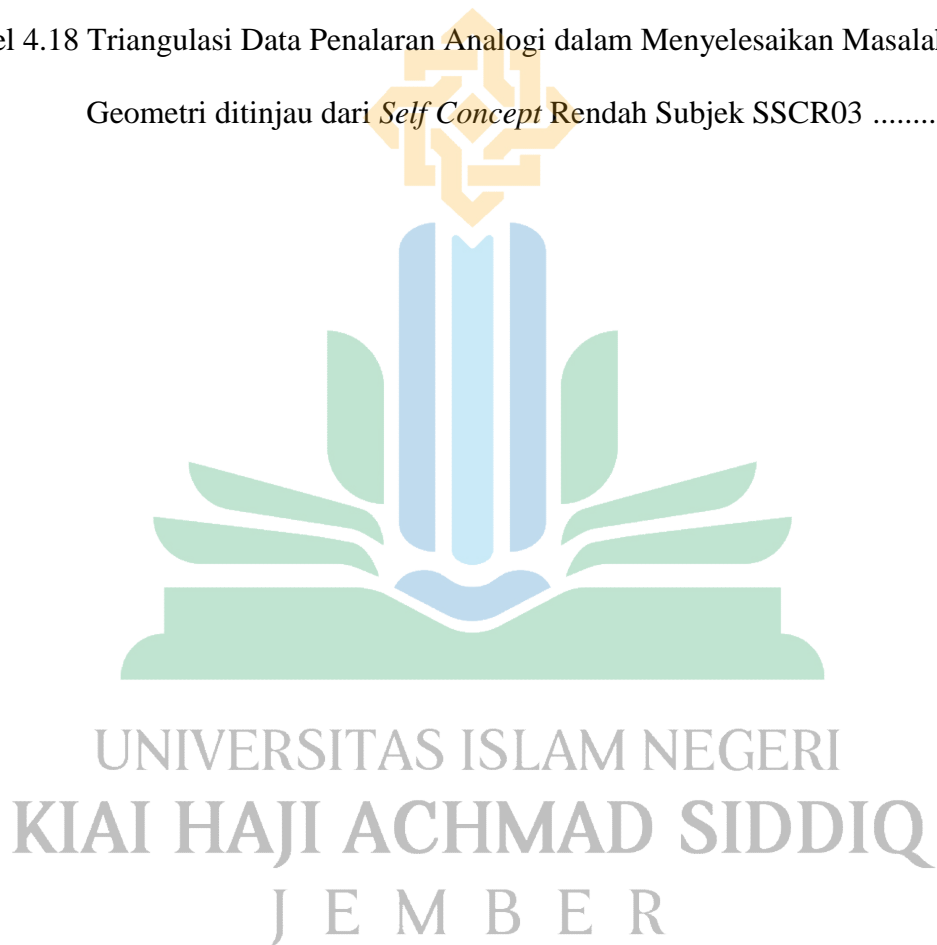 el 4.18 Triangulasi Data Penalaran Analogi dalam Menyelesaikan Masalah
Geometri ditinjau dari Self Concept Rendah Subjek SSCR03 ........
UNIVERSITAS ISLAM NEGERI
KIAI HAJI ACHMAD SIDDIQ
J E M B E R